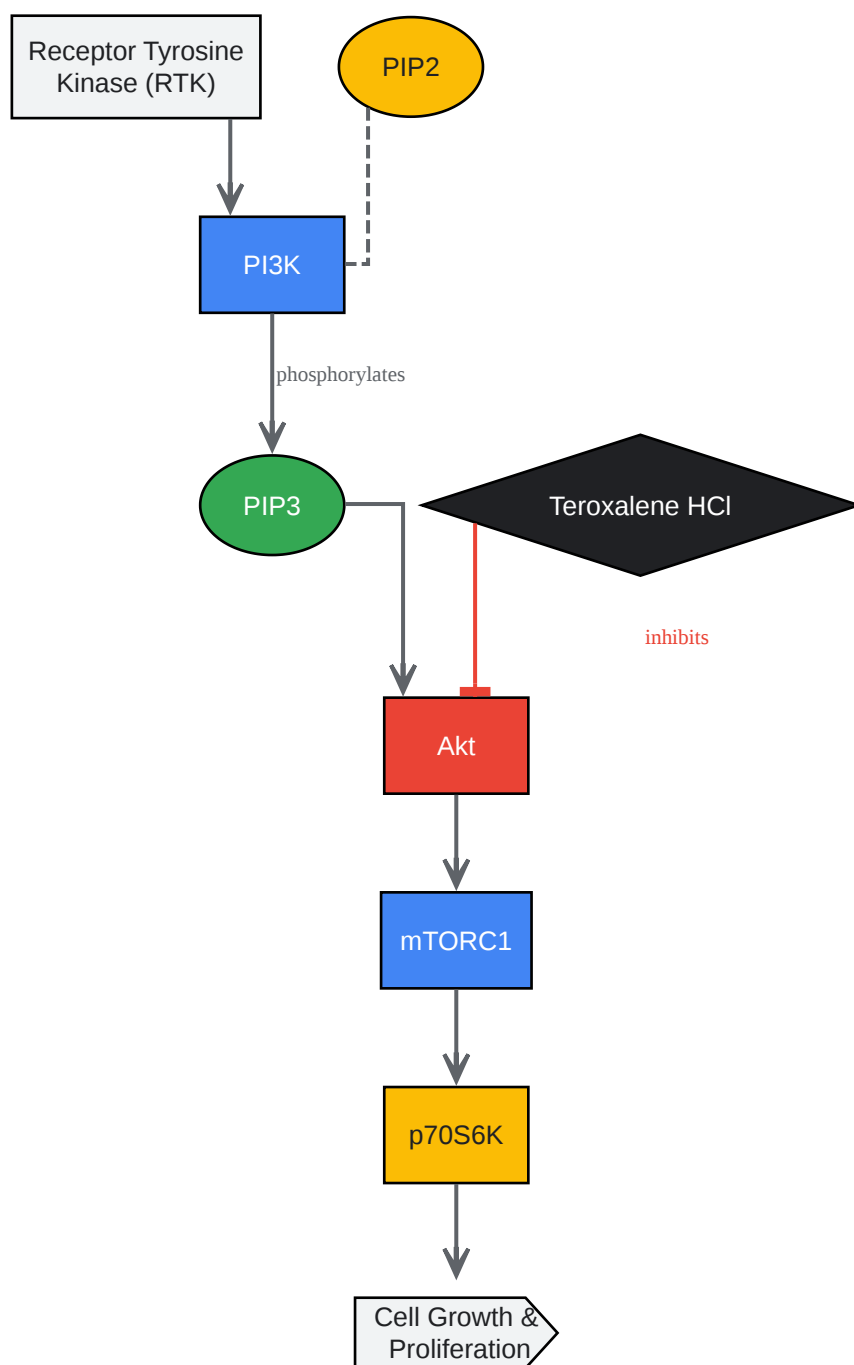 Receptor Tyrosine
Kinase (RTK)
PIP2
PI3K
phosphorylates
PIP3
Teroxalene HCl
inhibits
Akt
mTORC1
p70S6K
Cell Growth &
Proliferation